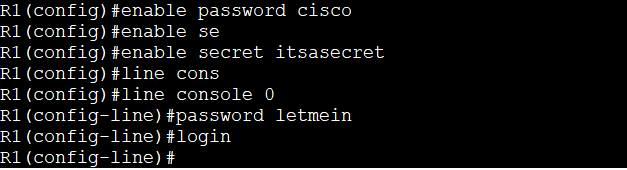 R1(config)#enable password cisco
R1(config)#enable se
R1(config)#enable secret itsasecret
R1(config)#line cons
R1(config)#line console 0
R1(config-line)#password letmein
R1(config-line)#login
R1(config-line)#